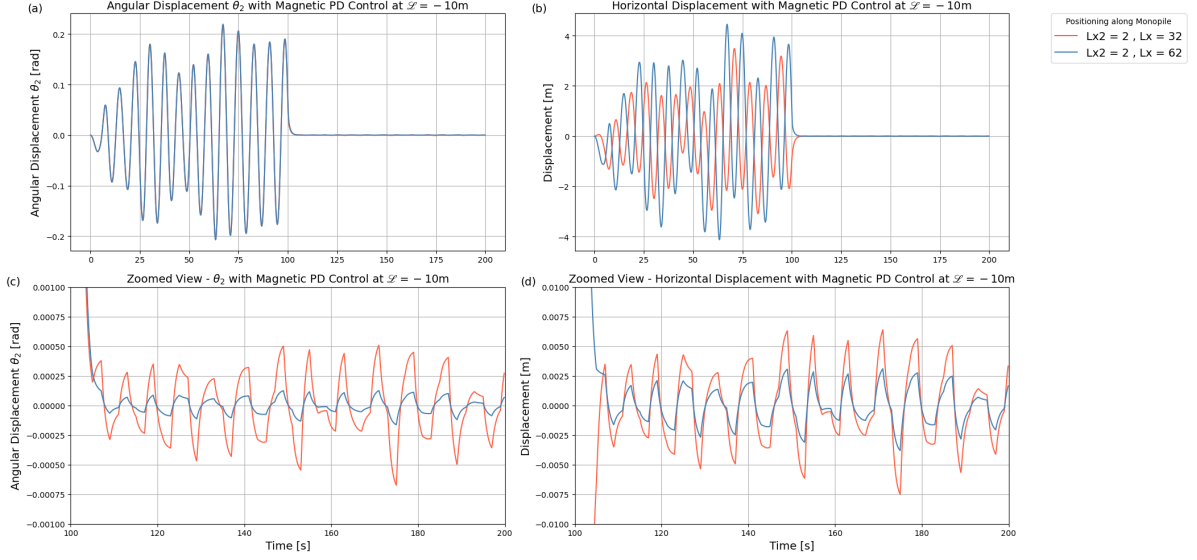 (a)
Angular Displacement θ₂ with Magnetic PD Control at ℒ = − 10m
Angular Displacement θ₂ [rad]
0.2
0.1
0.0
−0.1
−0.2
0 25 50 75 100 125 150 175 200
(b)
Horizontal Displacement with Magnetic PD Control at ℒ = − 10m
Displacement [m]
4
2
0
−2
−4
0 25 50 75 100 125 150 175 200
Positioning along Monopile
Lx2 = 2 , Lx = 32
Lx2 = 2 , Lx = 62
(c)
Zoomed View - θ₂ with Magnetic PD Control at ℒ = − 10m
Angular Displacement θ₂ [rad]
0.00100
0.00075
0.00050
0.00025
0.00000
−0.00025
−0.00050
−0.00075
−0.00100
100 120 140 160 180 200
Time [s]
(d)
Zoomed View - Horizontal Displacement with Magnetic PD Control at ℒ = − 10m
Displacement [m]
0.0100
0.0075
0.0050
0.0025
0.0000
−0.0025
−0.0050
−0.0075
−0.0100
100 120 140 160 180 200
Time [s]